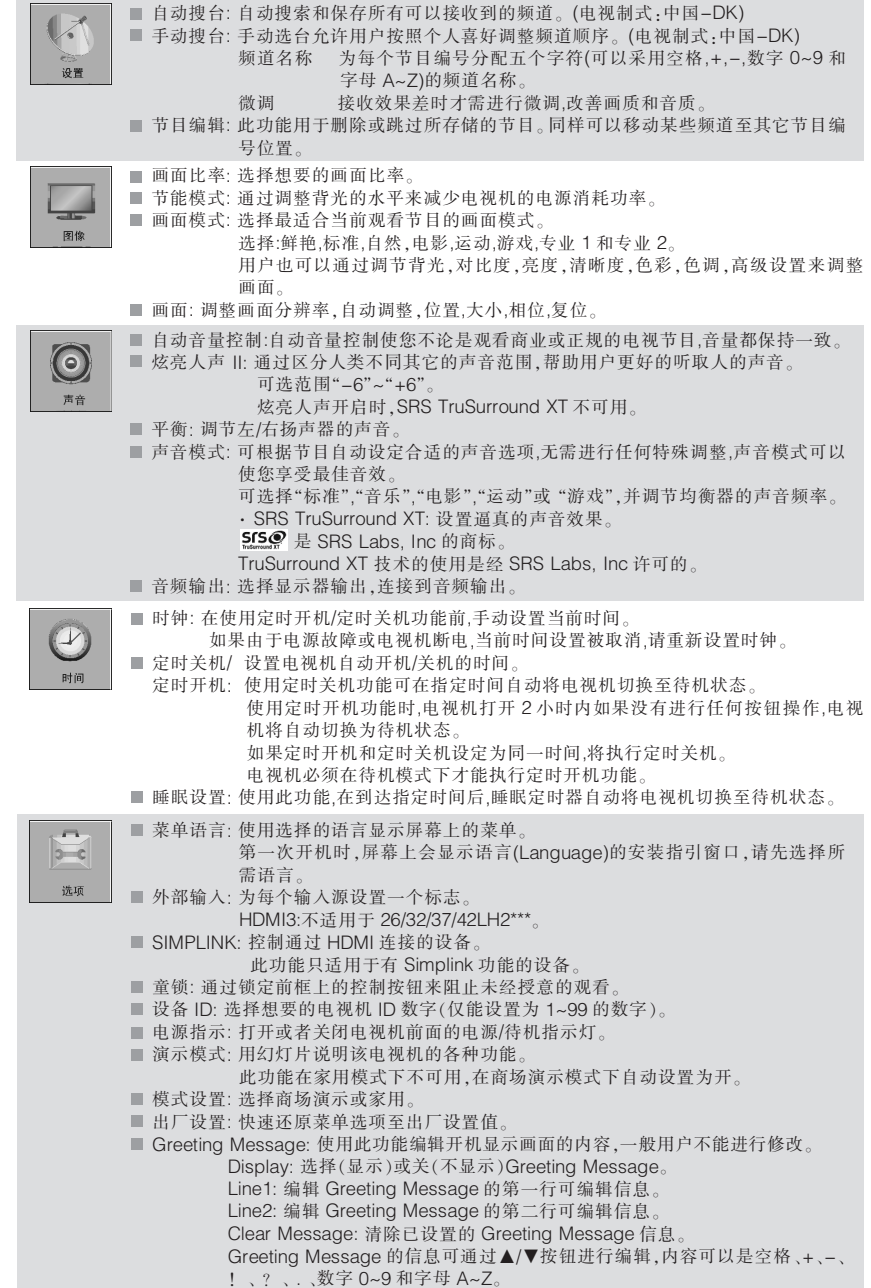 ■ 自动搜台: 自动搜索和保存所有可以接收到的频道。(电视制式:中国-DK)
■ 手动搜台: 手动选台允许用户按照个人喜好调整频道顺序。(电视制式:中国-DK)
频道名称 为每个节目编号分配五个字符(可以采用空格,+,-,数字 0~9 和
字母 A~Z)的频道名称。
微调 接收效果差时才需进行微调,改善画质和音质。
■ 节目编辑: 此功能用于删除或跳过所存储的节目。同样可以移动某些频道至其它节目编
号位置。
设置
■ 画面比率: 选择想要的画面比率。
■ 节能模式: 通过调整背光的水平来减少电视机的电源消耗功率。
■ 画面模式: 选择最适合当前观看节目的画面模式。
选择:鲜艳,标准,自然,电影,运动,游戏,专业 1 和专业 2。
用户也可以通过调节背光,对比度,亮度,清晰度,色彩,色调,高级设置来调整
画面。
■ 画面: 调整画面分辨率,自动调整,位置,大小,相位,复位。
图像
■ 自动音量控制:自动音量控制使您不论是观看商业或正规的电视节目,音量都保持一致。
■ 炫亮人声 II: 通过区分人类不同其它的声音范围,帮助用户更好的听取人的声音。
可选范围“-6”~“+6”。
炫亮人声开启时,SRS TruSurround XT 不可用。
■ 平衡: 调节左/右扬声器的声音。
■ 声音模式: 可根据节目自动设定合适的声音选项,无需进行任何特殊调整,声音模式可以
使您享受最佳音效。
可选择“标准”,“音乐”,“电影”,“运动”或 “游戏”,并调节均衡器的声音频率。
· SRS TruSurround XT: 设置逼真的声音效果。
SRS TruSurround XT 是 SRS Labs, Inc 的商标。
TruSurround XT 技术的使用是经 SRS Labs, Inc 许可的。
■ 音频输出: 选择显示器输出,连接到音频输出。
声音
■ 时钟: 在使用定时开机/定时关机功能前,手动设置当前时间。
如果由于电源故障或电视机断电,当前时间设置被取消,请重新设置时钟。
■ 定时关机/ 设置电视机自动开机/关机的时间。
定时开机: 使用定时关机功能可在指定时间自动将电视机切换至待机状态。
使用定时开机功能时,电视机打开 2 小时内如果没有进行任何按钮操作,电视
机将自动切换为待机状态。
如果定时开机和定时关机设定为同一时间,将执行定时关机。
电视机必须在待机模式下才能执行定时开机功能。
■ 睡眠设置: 使用此功能,在到达指定时间后,睡眠定时器自动将电视机切换至待机状态。
时间
■ 菜单语言: 使用选择的语言显示屏幕上的菜单。
第一次开机时,屏幕上会显示语言(Language)的安装指引窗口,请先选择所
需语言。
■ 外部输入: 为每个输入源设置一个标志。
HDMI3:不适用于 26/32/37/42LH2***。
■ SIMPLINK: 控制通过 HDMI 连接的设备。
此功能只适用于有 Simplink 功能的设备。
■ 童锁: 通过锁定前框上的控制按钮来阻止未经授意的观看。
■ 设备 ID: 选择想要的电视机 ID 数字(仅能设置为 1~99 的数字)。
■ 电源指示: 打开或者关闭电视机前面的电源/待机指示灯。
■ 演示模式: 用幻灯片说明该电视机的各种功能。
此功能在家用模式下不可用,在商场演示模式下自动设置为开。
■ 模式设置: 选择商场演示或家用。
■ 出厂设置: 快速还原菜单选项至出厂设置值。
■ Greeting Message: 使用此功能编辑开机显示画面的内容,一般用户不能进行修改。
Display: 选择(显示)或关(不显示)Greeting Message。
Line1: 编辑 Greeting Message 的第一行可编辑信息。
Line2: 编辑 Greeting Message 的第二行可编辑信息。
Clear Message: 清除已设置的 Greeting Message 信息。
Greeting Message 的信息可通过▲/▼按钮进行编辑,内容可以是空格、+、-、
!、?、.、数字 0~9 和字母 A~Z。
选项